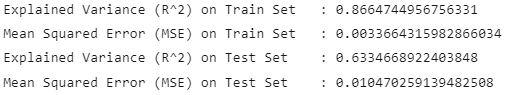 Explained Variance (R^2) on Train Set : 0.8664744956756331
Mean Squared Error (MSE) on Train Set : 0.0033664315982866034
Explained Variance (R^2) on Test Set : 0.6334668922403848
Mean Squared Error (MSE) on Test Set : 0.010470259139482508